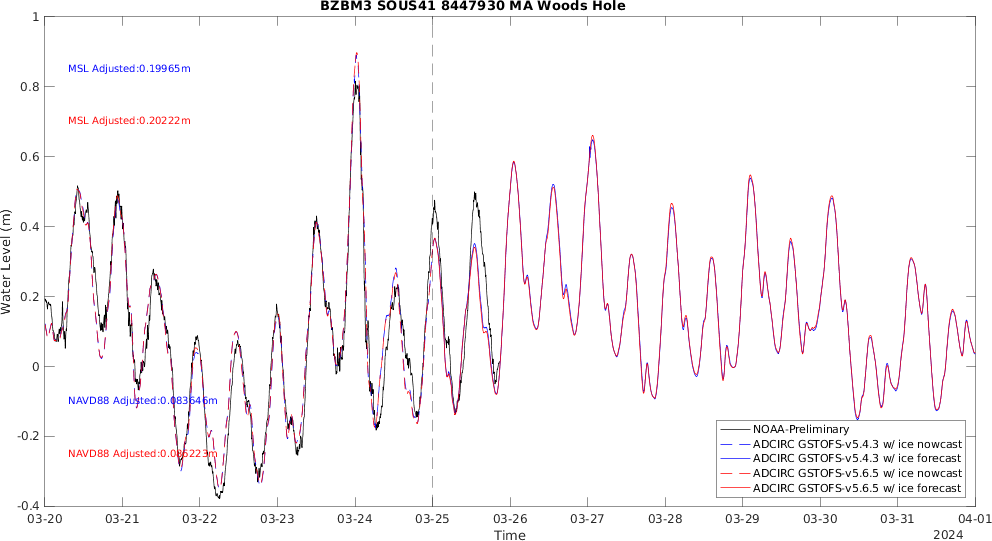 BZBM3 SOUS41 8447930 MA Woods Hole
1
0.8
0.6
0.4
0.2
0
-0.2
-0.4
Water Level (m)
MSL Adjusted:0.19965m
MSL Adjusted:0.20222m
NAVD88 Adjusted:0.083646m
NAVD88 Adjusted:0.086223m
NOAA-Preliminary
ADCIRC GSTOFS-v5.4.3 w/ ice nowcast
ADCIRC GSTOFS-v5.4.3 w/ ice forecast
ADCIRC GSTOFS-v5.6.5 w/ ice nowcast
ADCIRC GSTOFS-v5.6.5 w/ ice forecast
03-20 03-21 03-22 03-23 03-24 03-25 03-26 03-27 03-28 03-29 03-30 03-31 04-01
Time
2024